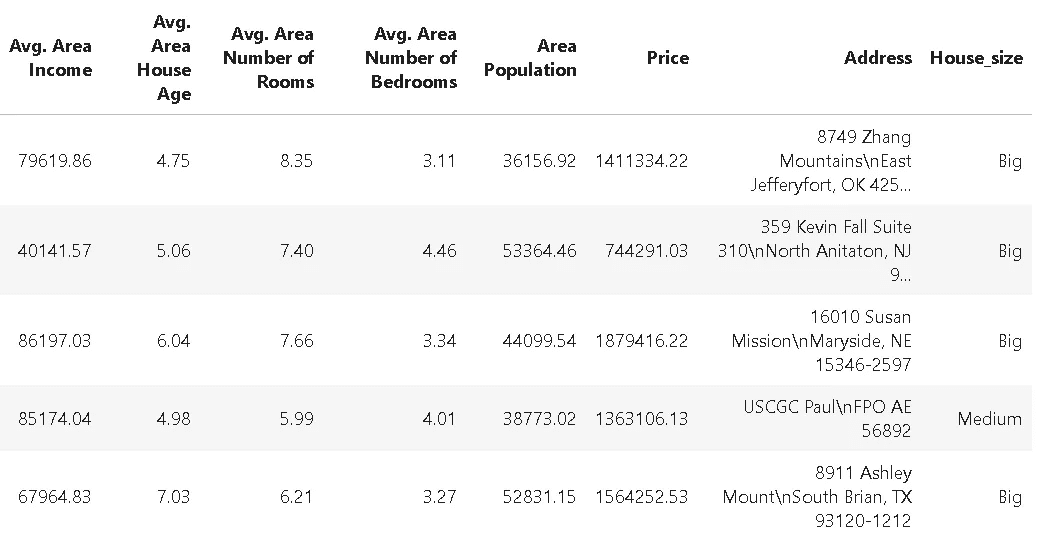 Avg. Area Income	Avg. Area House Age	Avg. Area Number of Rooms	Avg. Area Number of Bedrooms	Area Population	Price	Address	House_size
79619.86	4.75	8.35	3.11	36156.92	1411334.22	8749 Zhang Mountains\nEast Jefferyfort, OK 425...	Big
40141.57	5.06	7.40	4.46	53364.46	744291.03	359 Kevin Fall Suite 310\nNorth Anitaton, NJ 9...	Big
86197.03	6.04	7.66	3.34	44099.54	1879416.22	16010 Susan Mission\nMaryside, NE 15346-2597	Big
85174.04	4.98	5.99	4.01	38773.02	1363106.13	USCGC Paul\nFPO AE 56892	Medium
67964.83	7.03	6.21	3.27	52831.15	1564252.53	8911 Ashley Mount\nSouth Brian, TX 93120-1212	Big